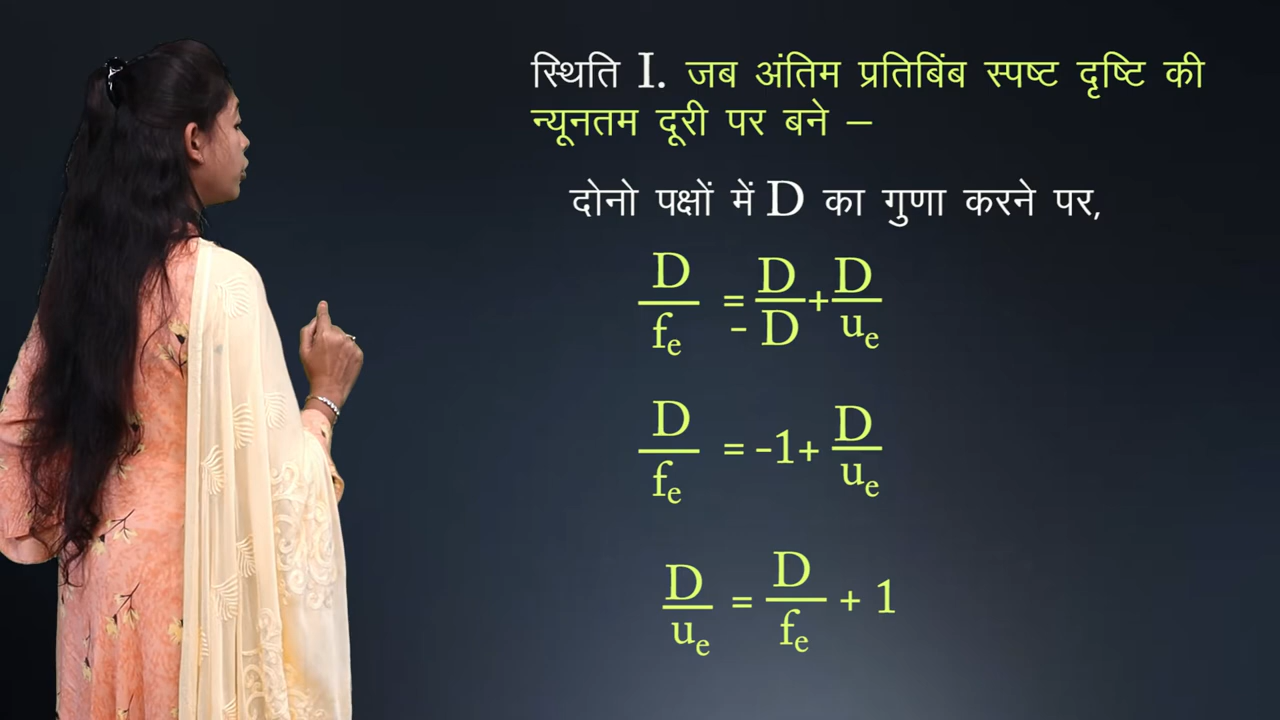 स्थिति I. जब अंतिम प्रतिबिंब स्पष्ट दृष्टि की
न्यूनतम दूरी पर बने –
दोनो पक्षों में D का गुणा करने पर,
D/fₑ = D/-D + D/uₑ
D/fₑ = -1 + D/uₑ
D/uₑ = D/fₑ + 1